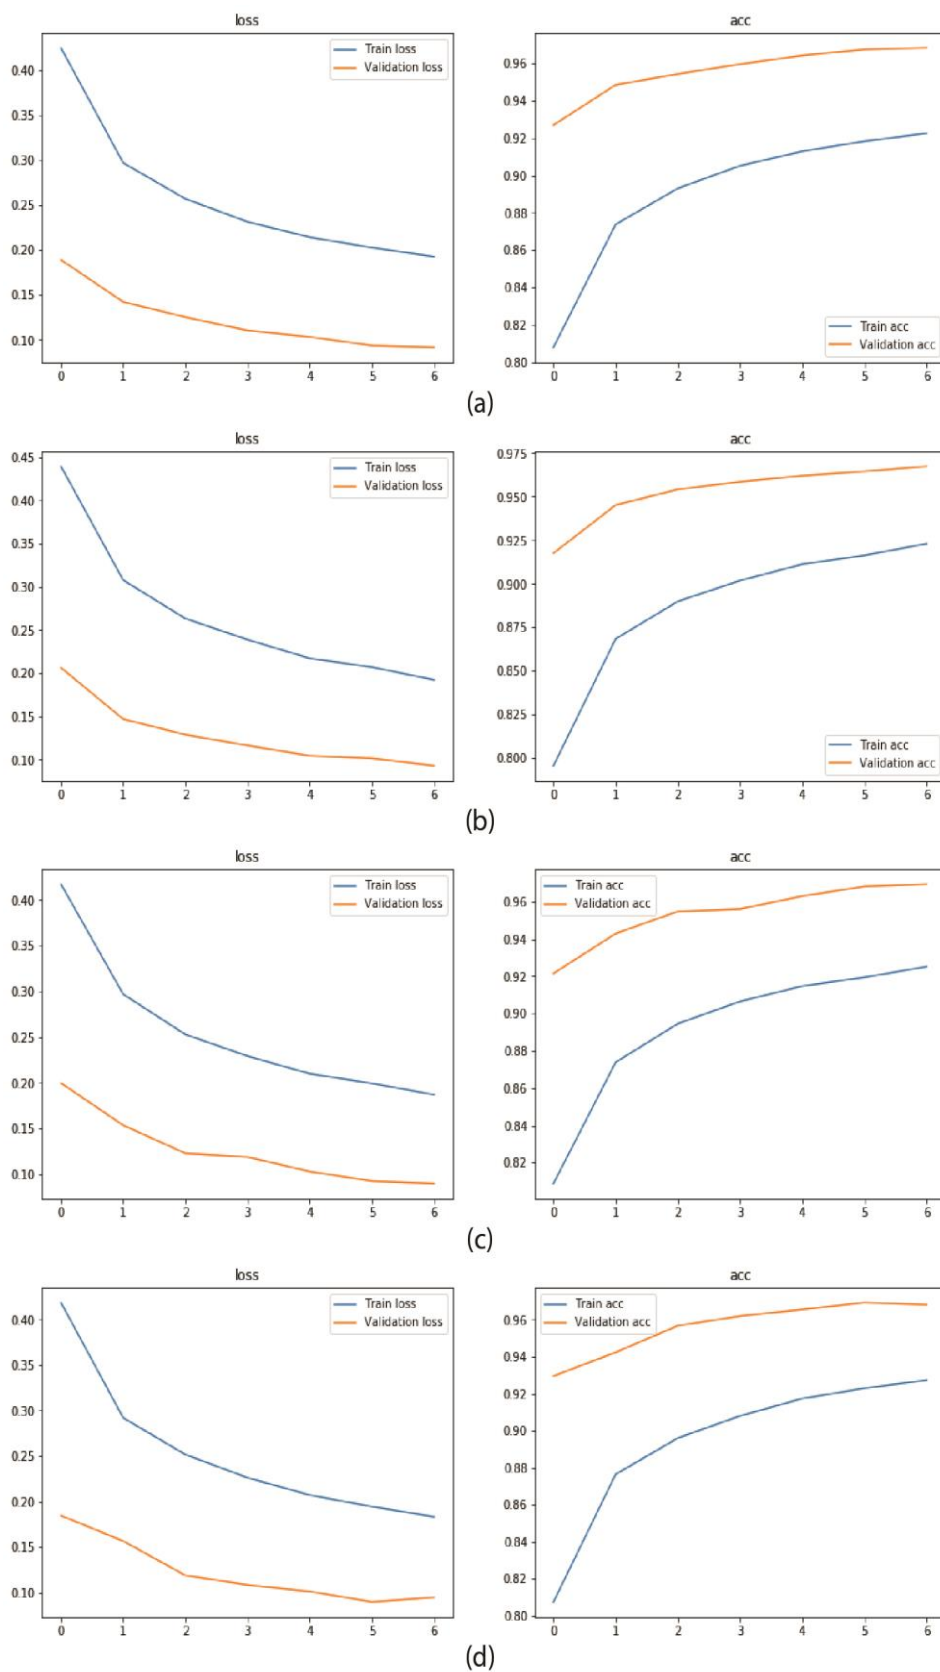 loss
acc
0.40
0.35
0.30
0.25
0.20
0.15
0.10
Train loss
Validation loss
0 1 2 3 4 5 6
0.96
0.94
0.92
0.90
0.88
0.86
0.84
0.82
0.80
Train acc
Validation acc
0 1 2 3 4 5 6
(a)
loss
acc
0.45
0.40
0.35
0.30
0.25
0.20
0.15
0.10
Train loss
Validation loss
0 1 2 3 4 5 6
0.975
0.950
0.925
0.900
0.875
0.850
0.825
0.800
Train acc
Validation acc
0 1 2 3 4 5 6
(b)
loss
acc
0.40
0.35
0.30
0.25
0.20
0.15
0.10
Train loss
Validation loss
0 1 2 3 4 5 6
0.96
0.94
0.92
0.90
0.88
0.86
0.84
0.82
Train acc
Validation acc
0 1 2 3 4 5 6
(c)
loss
acc
0.40
0.35
0.30
0.25
0.20
0.15
0.10
Train loss
Validation loss
0 1 2 3 4 5 6
0.96
0.94
0.92
0.90
0.88
0.86
0.84
0.82
0.80
Train acc
Validation acc
0 1 2 3 4 5 6
(d)